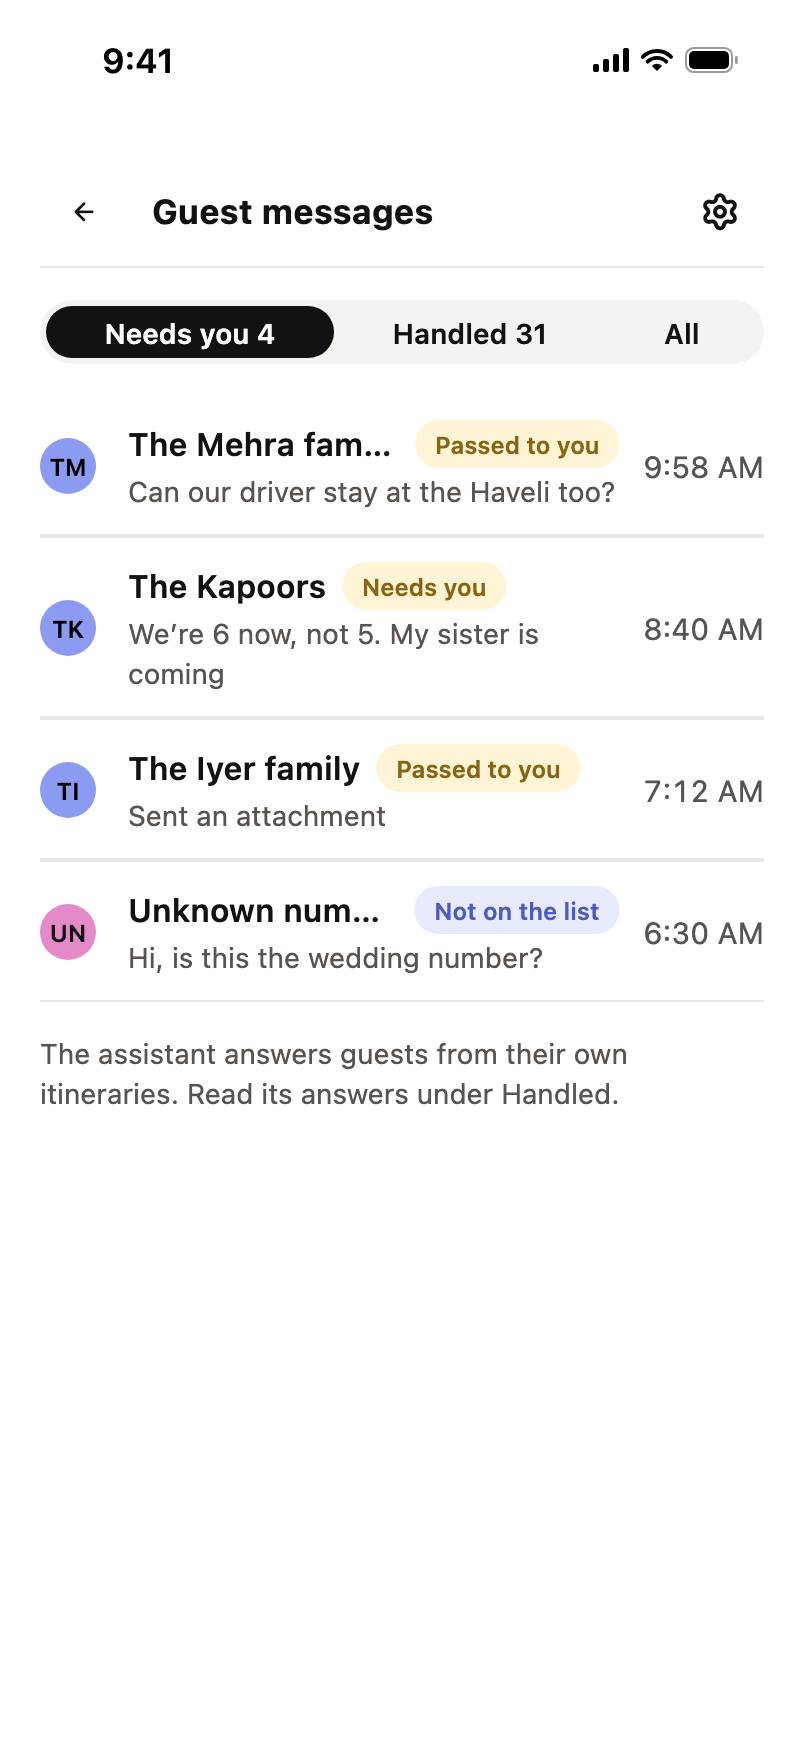 9:41
Guest messages
Needs you 4
Handled 31
All
TM
The Mehra fam...
Passed to you
Can our driver stay at the Haveli too?
9:58 AM
TK
The Kapoors
Needs you
We’re 6 now, not 5. My sister is
coming
8:40 AM
TI
The Iyer family
Passed to you
Sent an attachment
7:12 AM
UN
Unknown num...
Not on the list
Hi, is this the wedding number?
6:30 AM
The assistant answers guests from their own
itineraries. Read its answers under Handled.